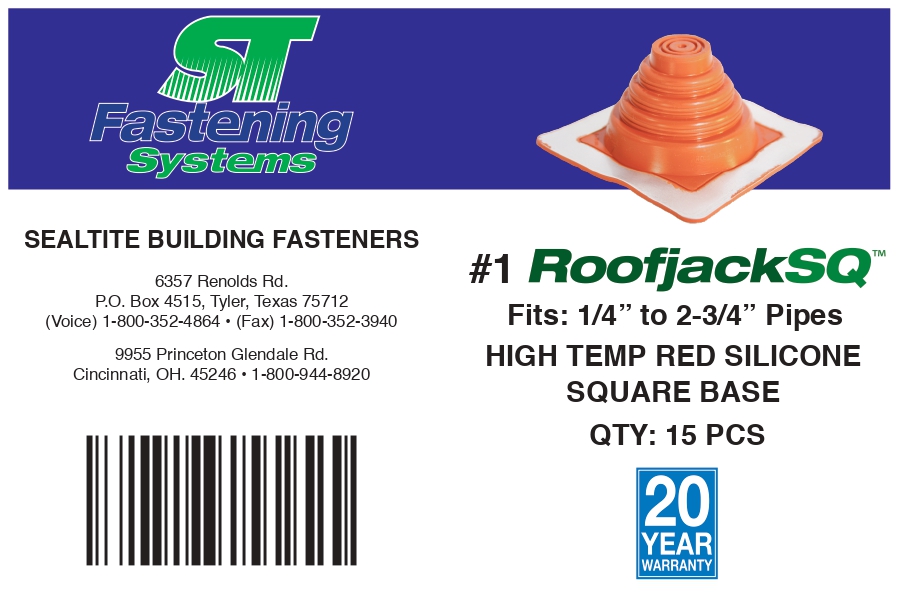 ST
Fastening
Systems
SEALTITE BUILDING FASTENERS
6357 Renolds Rd.
P.O. Box 4515, Tyler, Texas 75712
(Voice) 1-800-352-4864 • (Fax) 1-800-352-3940
9955 Princeton Glendale Rd.
Cincinnati, OH. 45246 • 1-800-944-8920
#1 RoofjackSQ™
Fits: 1/4” to 2-3/4” Pipes
HIGH TEMP RED SILICONE
SQUARE BASE
QTY: 15 PCS
20
YEAR
WARRANTY